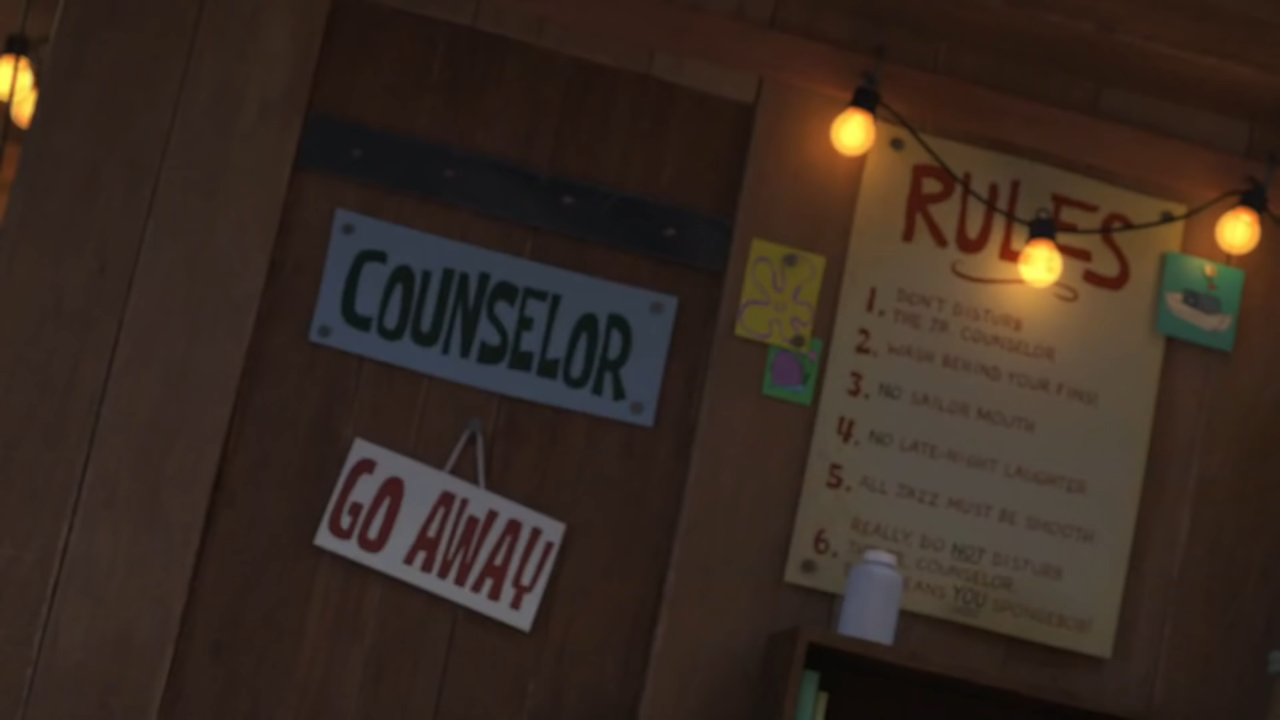 COUNSELOR
GO AWAY
RULES
1. DON'T DISTURB
THE JR. COUNSELOR
2. WASH BEHIND YOUR FINS!
3. NO SAILOR MOUTH
4. NO LATE-NIGHT LAUGHTER
5. ALL JAZZ MUST BE SMOOTH
6. REALLY, DO NOT DISTURB
COUNSELOR.
YOU SPONGEBOB!